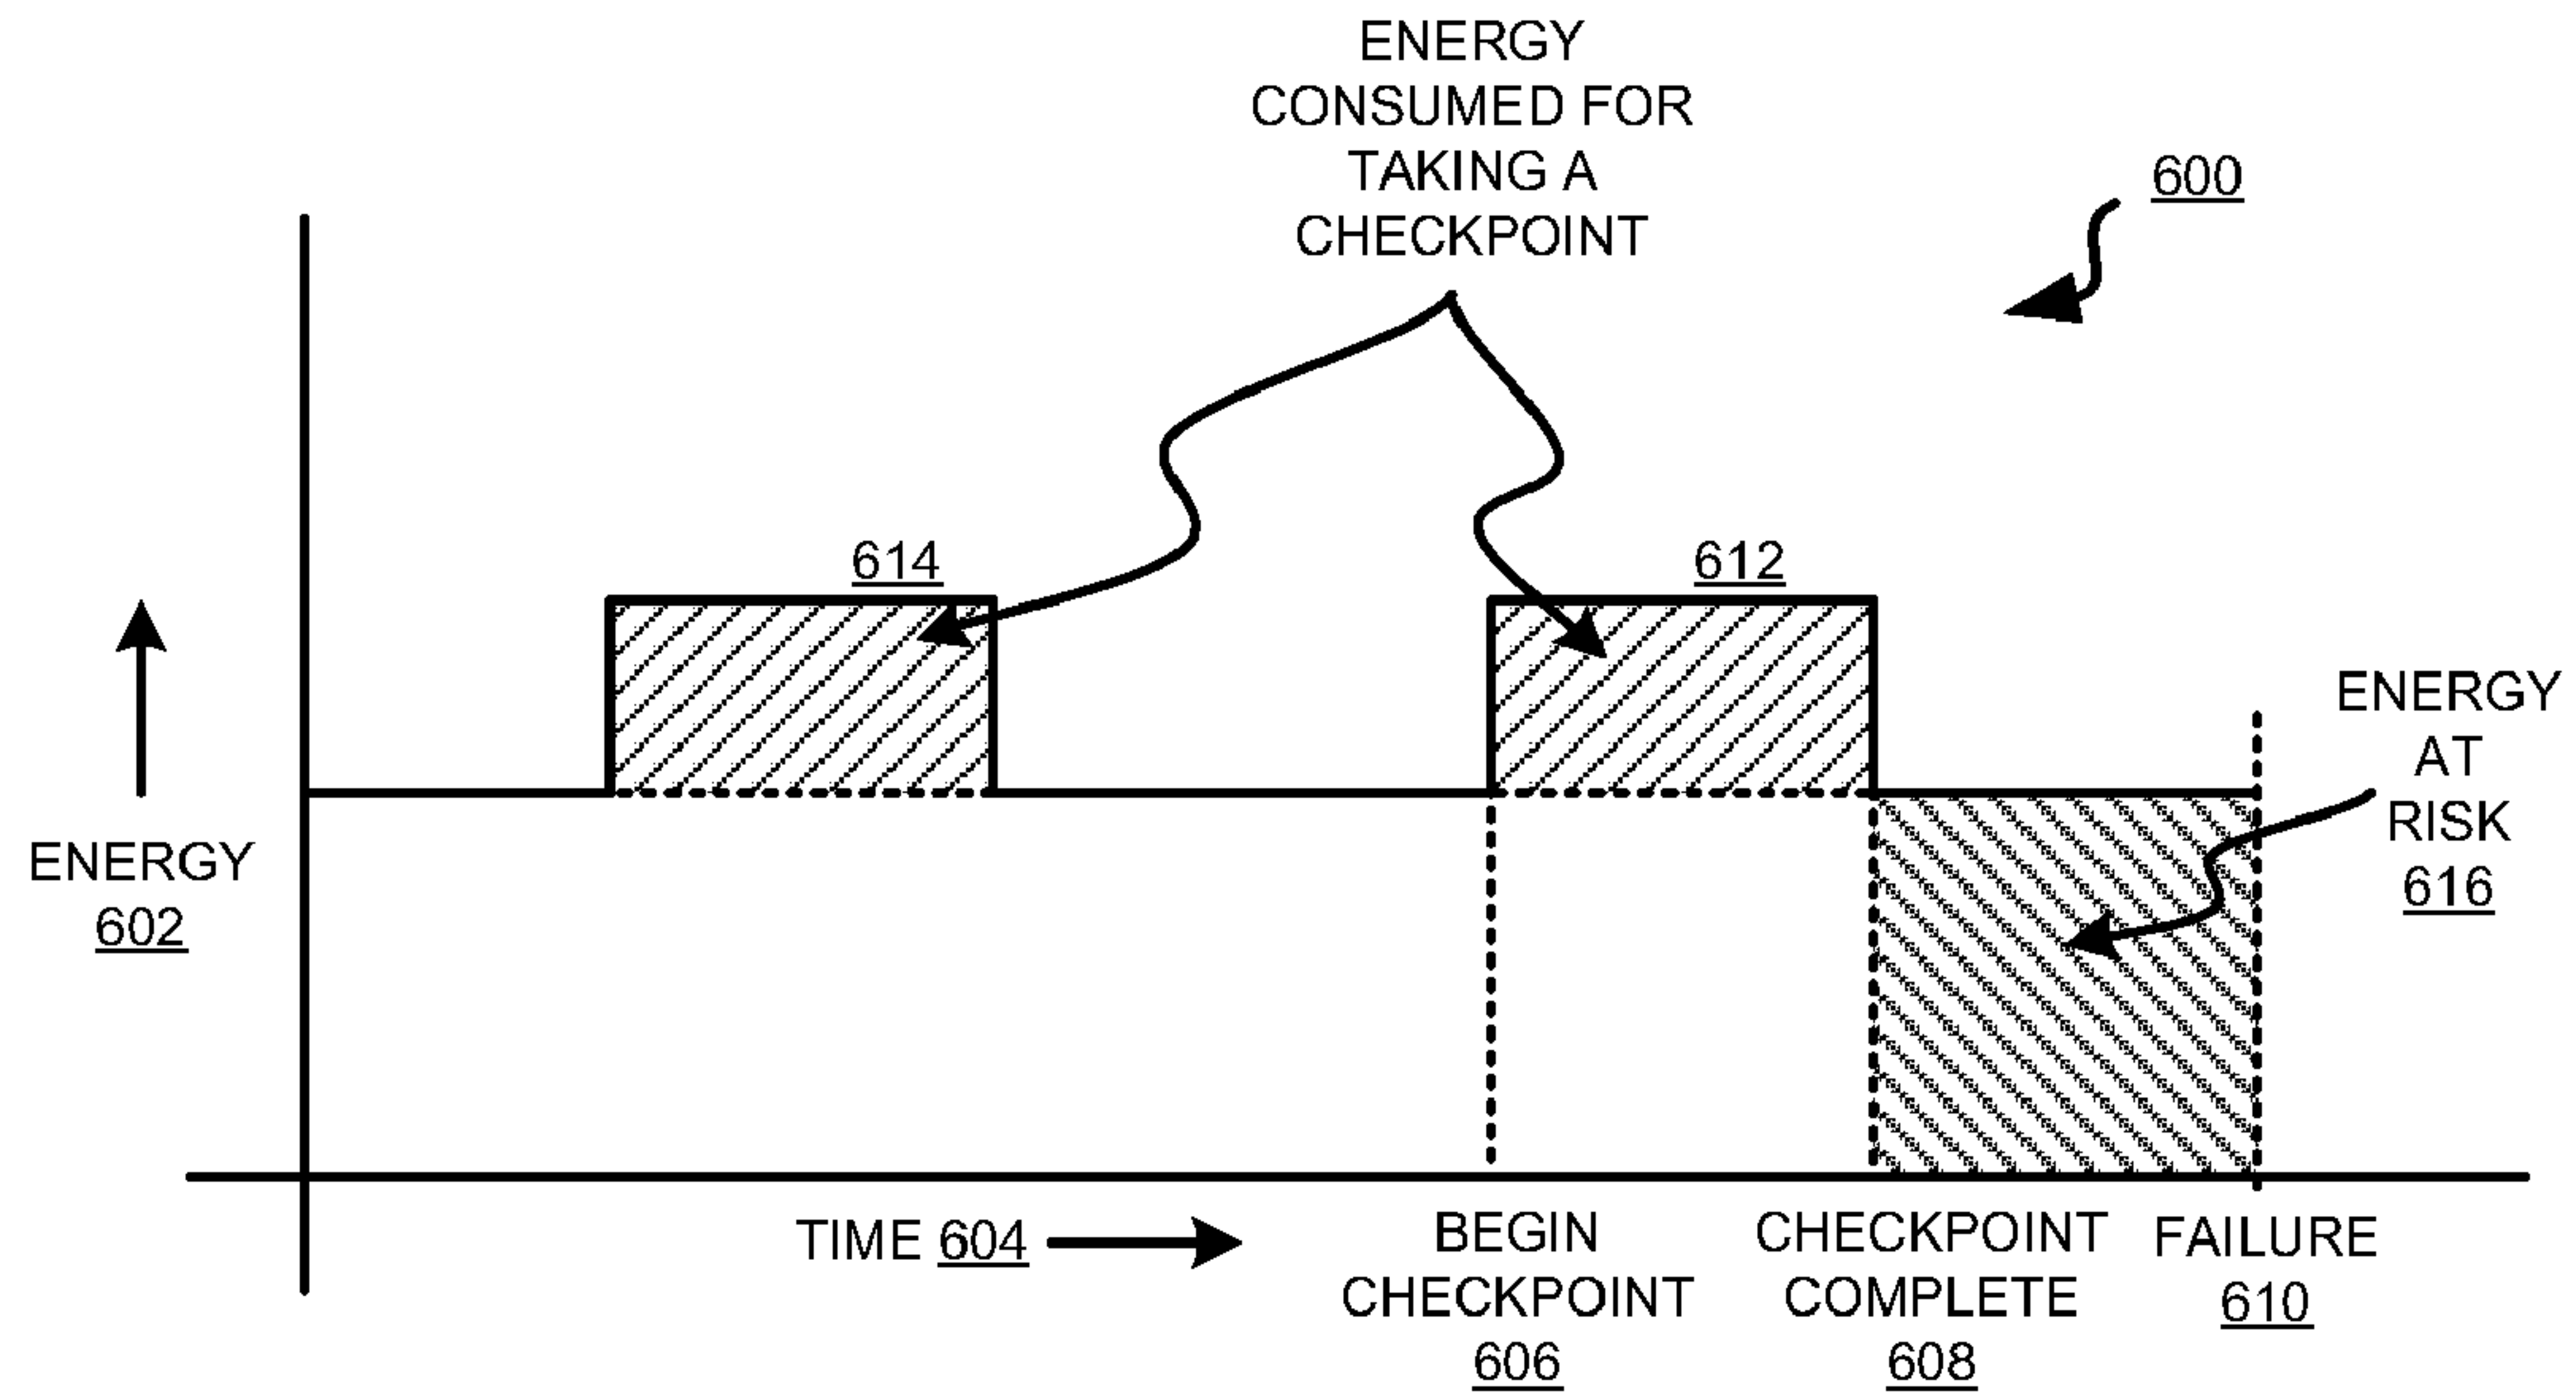 ENERGY
CONSUMED FOR
TAKING A
CHECKPOINT
600
614
612
ENERGY
AT
RISK
616
ENERGY
602
TIME 604
BEGIN
CHECKPOINT
606
CHECKPOINT
COMPLETE
608
FAILURE
610